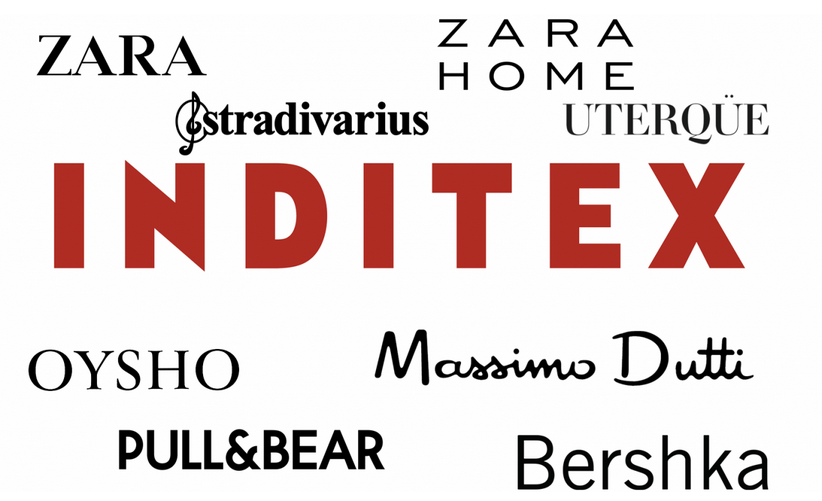 ZARA
ZARA
HOME
stradivarius
UTERQÜE
INDITEX
OYSHO
Massimo Dutti
PULL&BEAR
Bershka